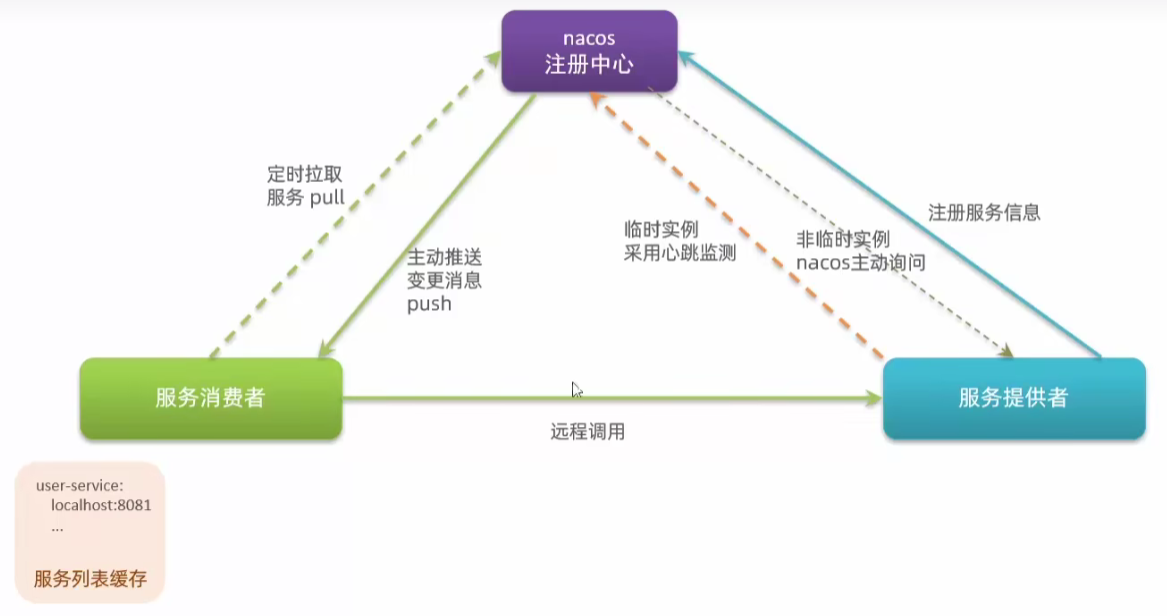 nacos
注册中心
定时拉取
服务 pull
主动推送
变更消息
push
临时实例
采用心跳监测
非临时实例
nacos主动询问
注册服务信息
服务消费者
服务提供者
远程调用
user-service:
localhost:8081
...
服务列表缓存